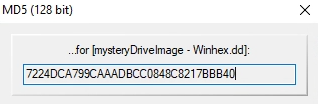 MD5 (128 bit)
...for [mysteryDriveImage - Winhex.dd]:
7224DCA799CAAADBCC0848C8217BBB40